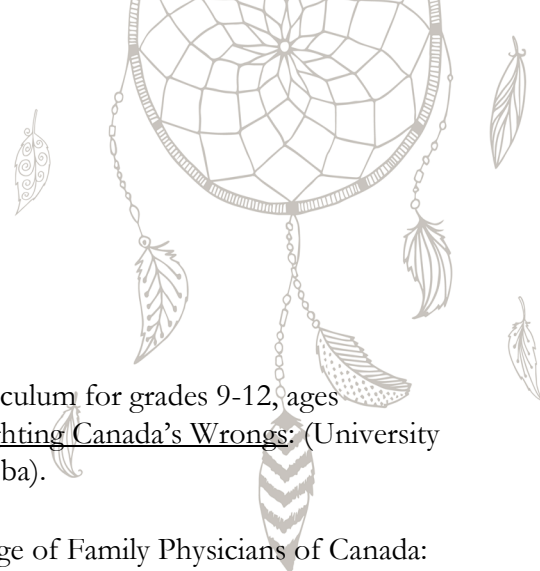 culum for grades 9-12, ages
hting Canada's Wrongs: (University
ba).
ge of Family Physicians of Canada: